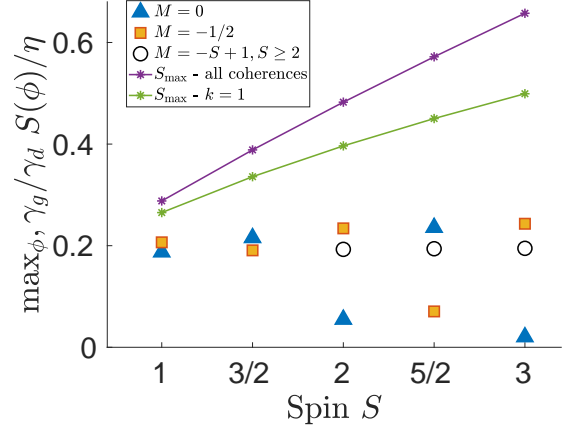 M = 0
M = −1/2
M = −S + 1, S ≥ 2
S_max - all coherences
S_max - k = 1
max_ϕ, γ_g/γ_d S(ϕ)/η
0.6
0.4
0.2
0
1 3/2 2 5/2 3
Spin S